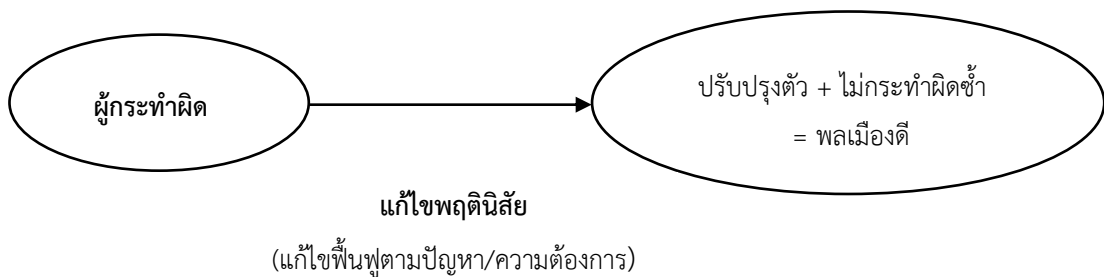 ผู้กระทำผิด
ปรับปรุงตัว + ไม่กระทำผิดซ้ำ
= พลเมืองดี
แก้ไขพฤตินิสัย
(แก้ไขฟื้นฟูตามปัญหา/ความต้องการ)